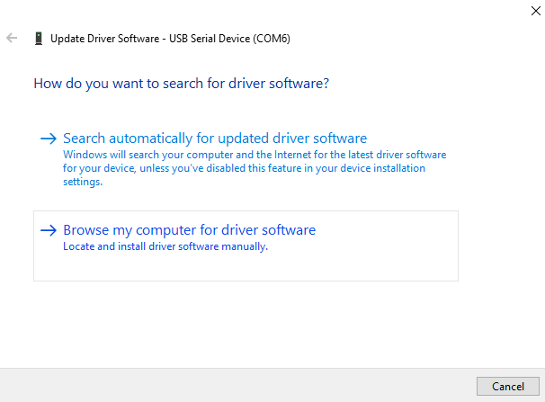 Update Driver Software - USB Serial Device (COM6)
How do you want to search for driver software?
Search automatically for updated driver software
Windows will search your computer and the Internet for the latest driver software
for your device, unless you've disabled this feature in your device installation
settings.
Browse my computer for driver software
Locate and install driver software manually.
Cancel